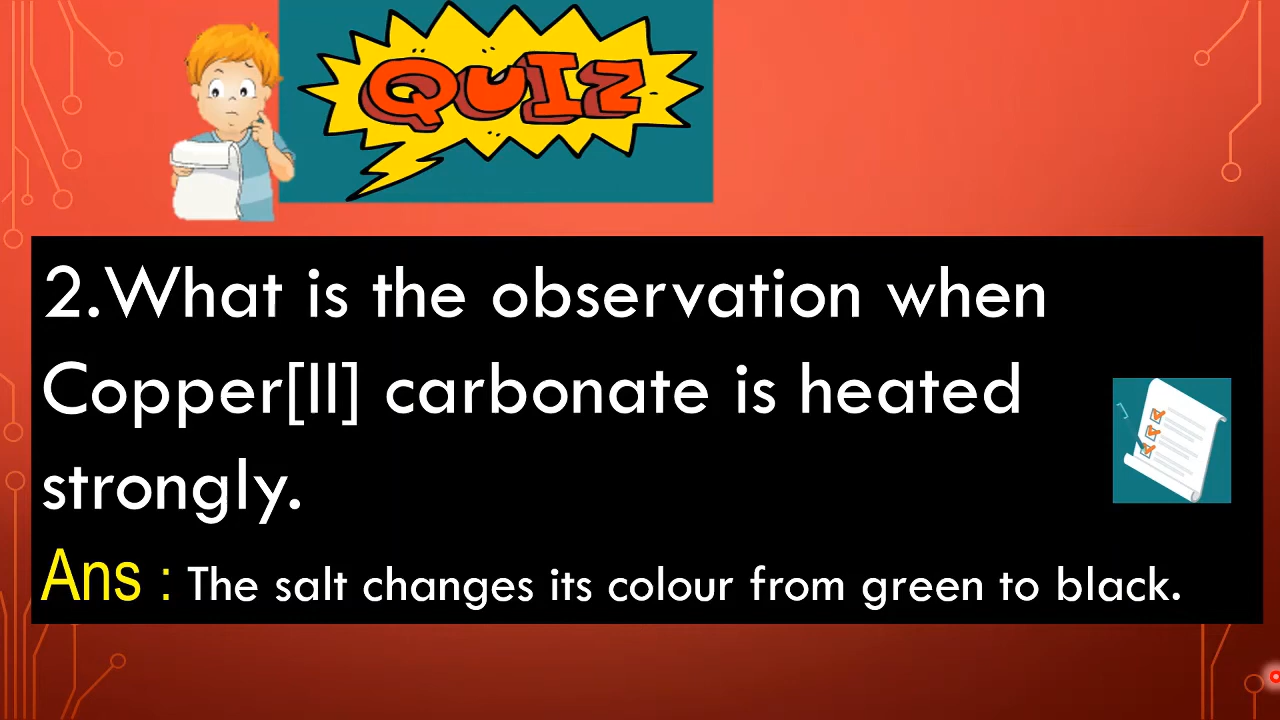 QUIZ
2.What is the observation when
Copper[ll] carbonate is heated
strongly.
Ans : The salt changes its colour from green to black.